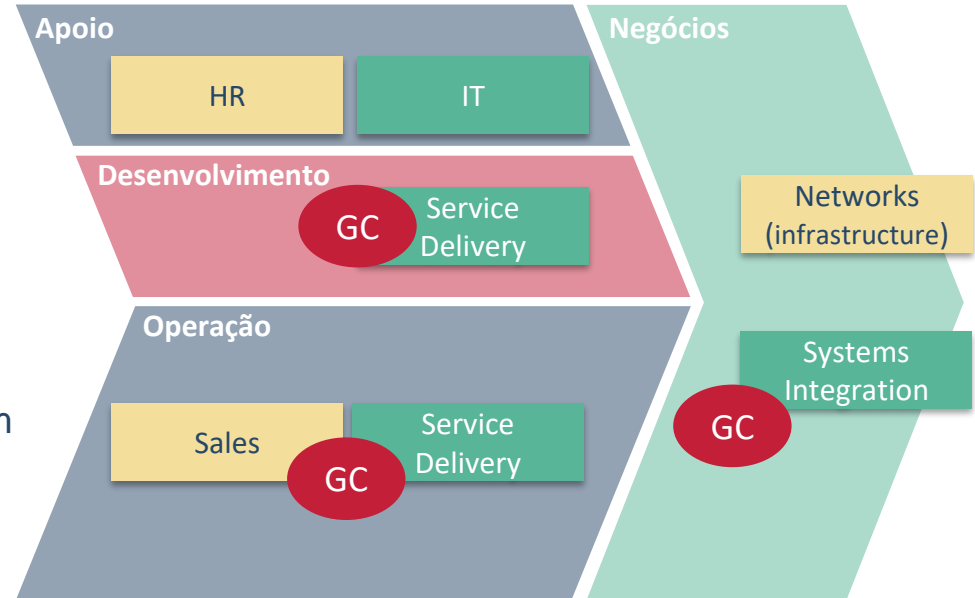 Apoio
Negócios
HR
IT
Desenvolvimento
GC
Service
Delivery
Networks
(infrastructure)
Operação
Systems
Integration
GC
Sales
GC
Service
Delivery